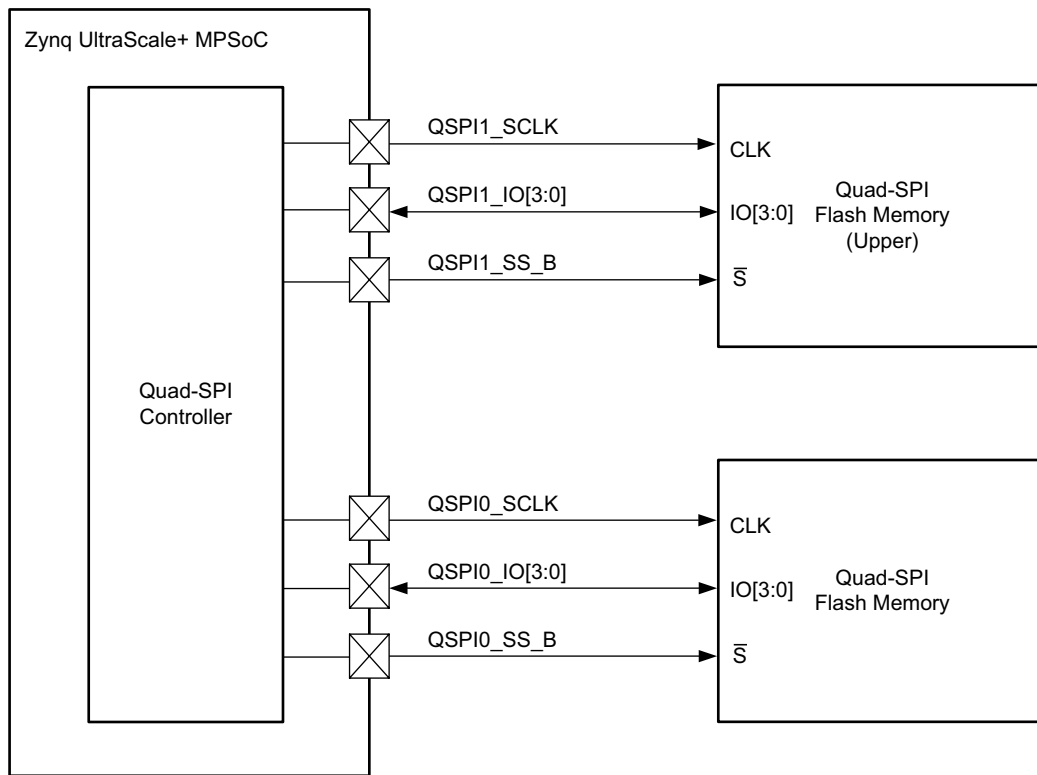 Zynq UltraScale+ MPSoC
Quad-SPI
Controller
QSPI1_SCLK
QSPI1_IO[3:0]
QSPI1_SS_B
CLK
IO[3:0]
S̅
Quad-SPI
Flash Memory
(Upper)
QSPI0_SCLK
QSPI0_IO[3:0]
QSPI0_SS_B
CLK
IO[3:0]
S̅
Quad-SPI
Flash Memory